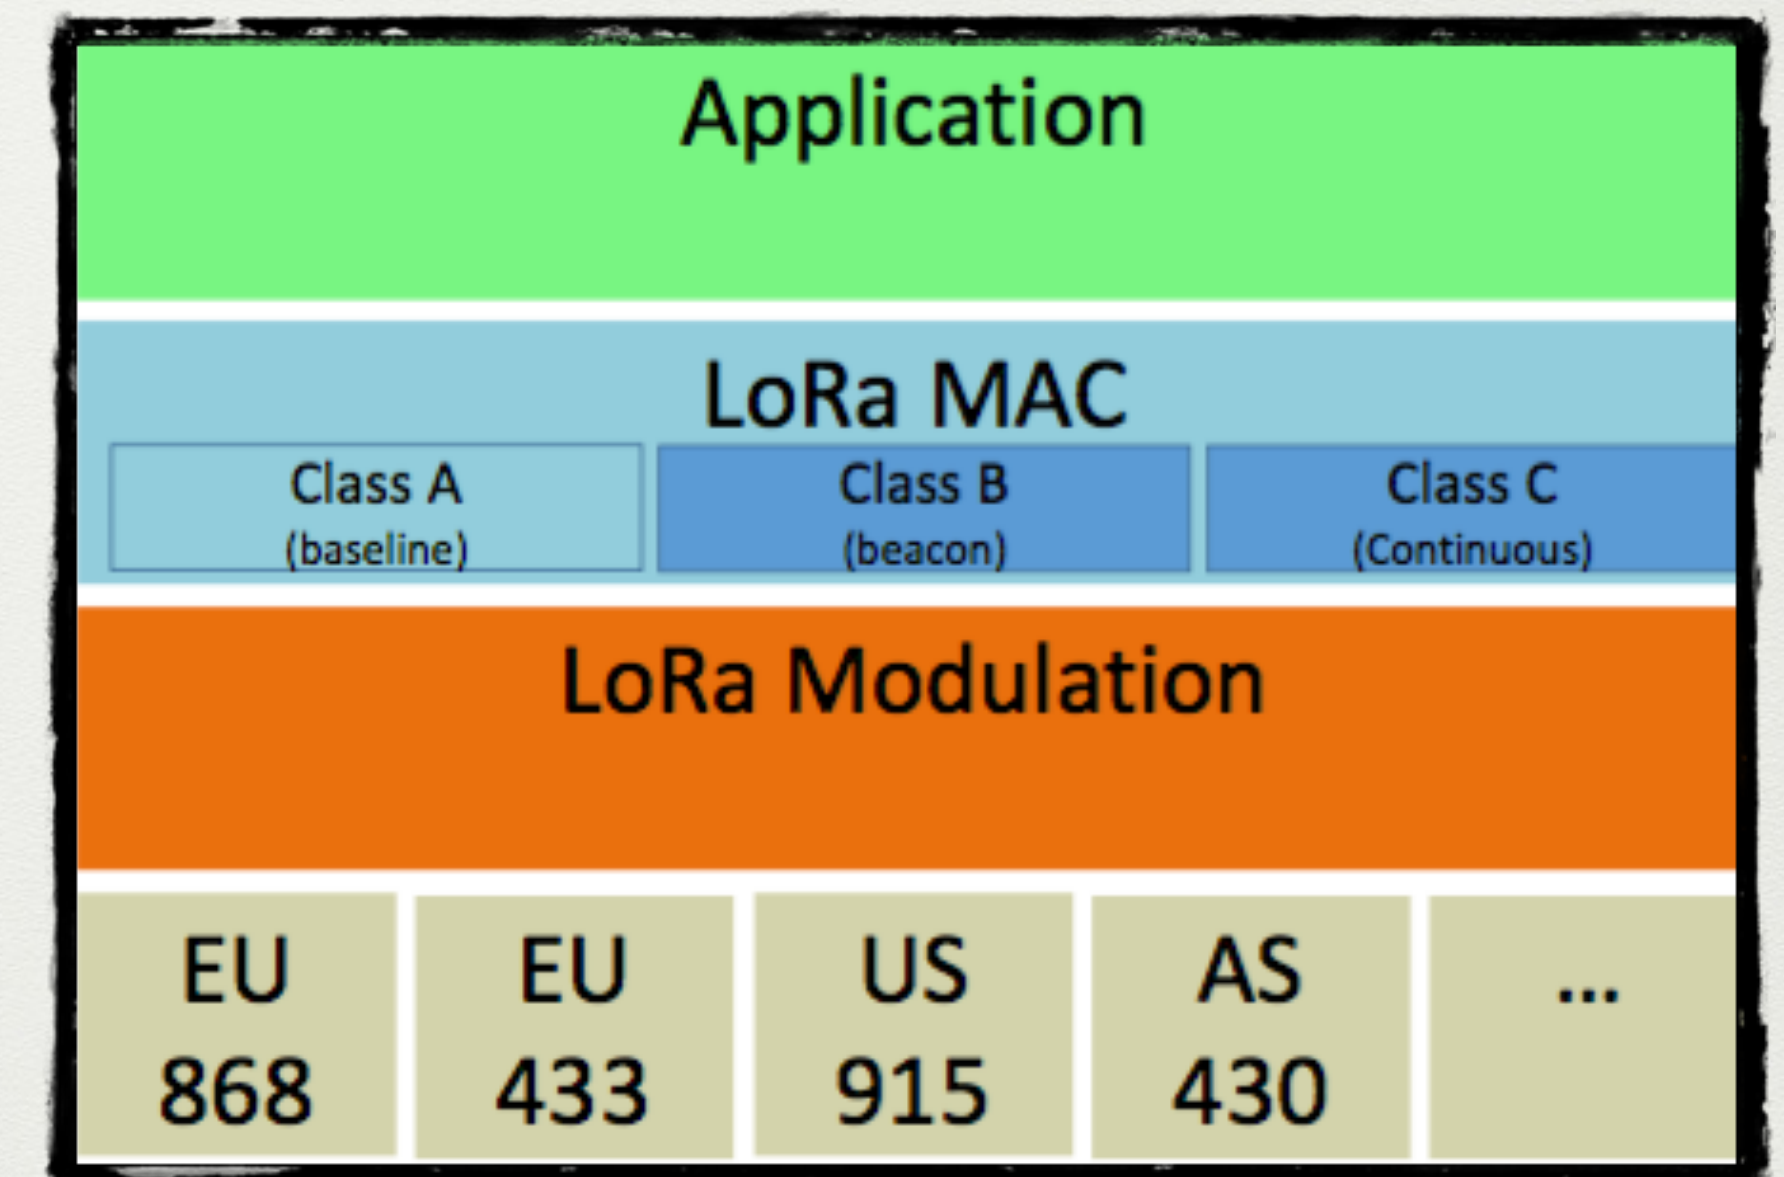 Application
LoRa MAC
Class A
(baseline)
Class B
(beacon)
Class C
(Continuous)
LoRa Modulation
EU
868
EU
433
US
915
AS
430
...